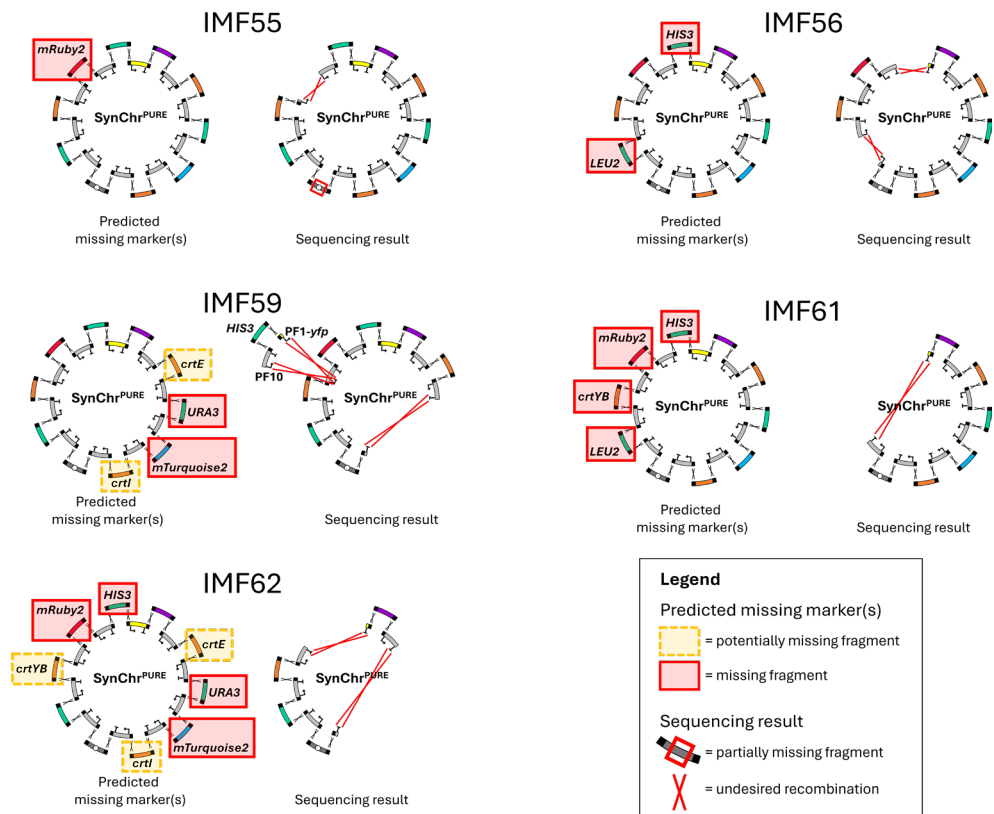 IMF55
mRuby2
SynChrPURE
SynChrPURE
Predicted
missing marker(s)
Sequencing result
IMF56
HIS3
SynChrPURE
SynChrPURE
LEU2
Predicted
missing marker(s)
Sequencing result
IMF59
HIS3
PF1-yfp
crtE
PF10
SynChrPURE
SynChrPURE
URA3
mTurquoise2
crtI
Predicted
missing marker(s)
Sequencing result
IMF61
HIS3
mRuby2
crtYB
SynChrPURE
SynChrPURE
LEU2
Predicted
missing marker(s)
Sequencing result
IMF62
HIS3
mRuby2
crtE
crtYB
SynChrPURE
SynChrPURE
URA3
mTurquoise2
crtI
Predicted
missing marker(s)
Sequencing result
Legend
Predicted missing marker(s)
= potentially missing fragment
= missing fragment
Sequencing result
= partially missing fragment
= undesired recombination